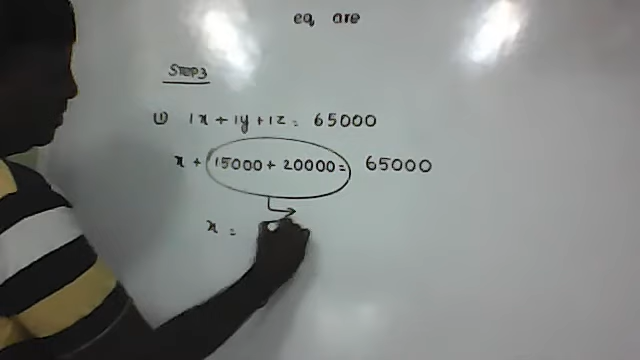 eq are
STEP3
(1) 1x + 1y + 1z = 65000
x + 15000 + 20000 = 65000
x =